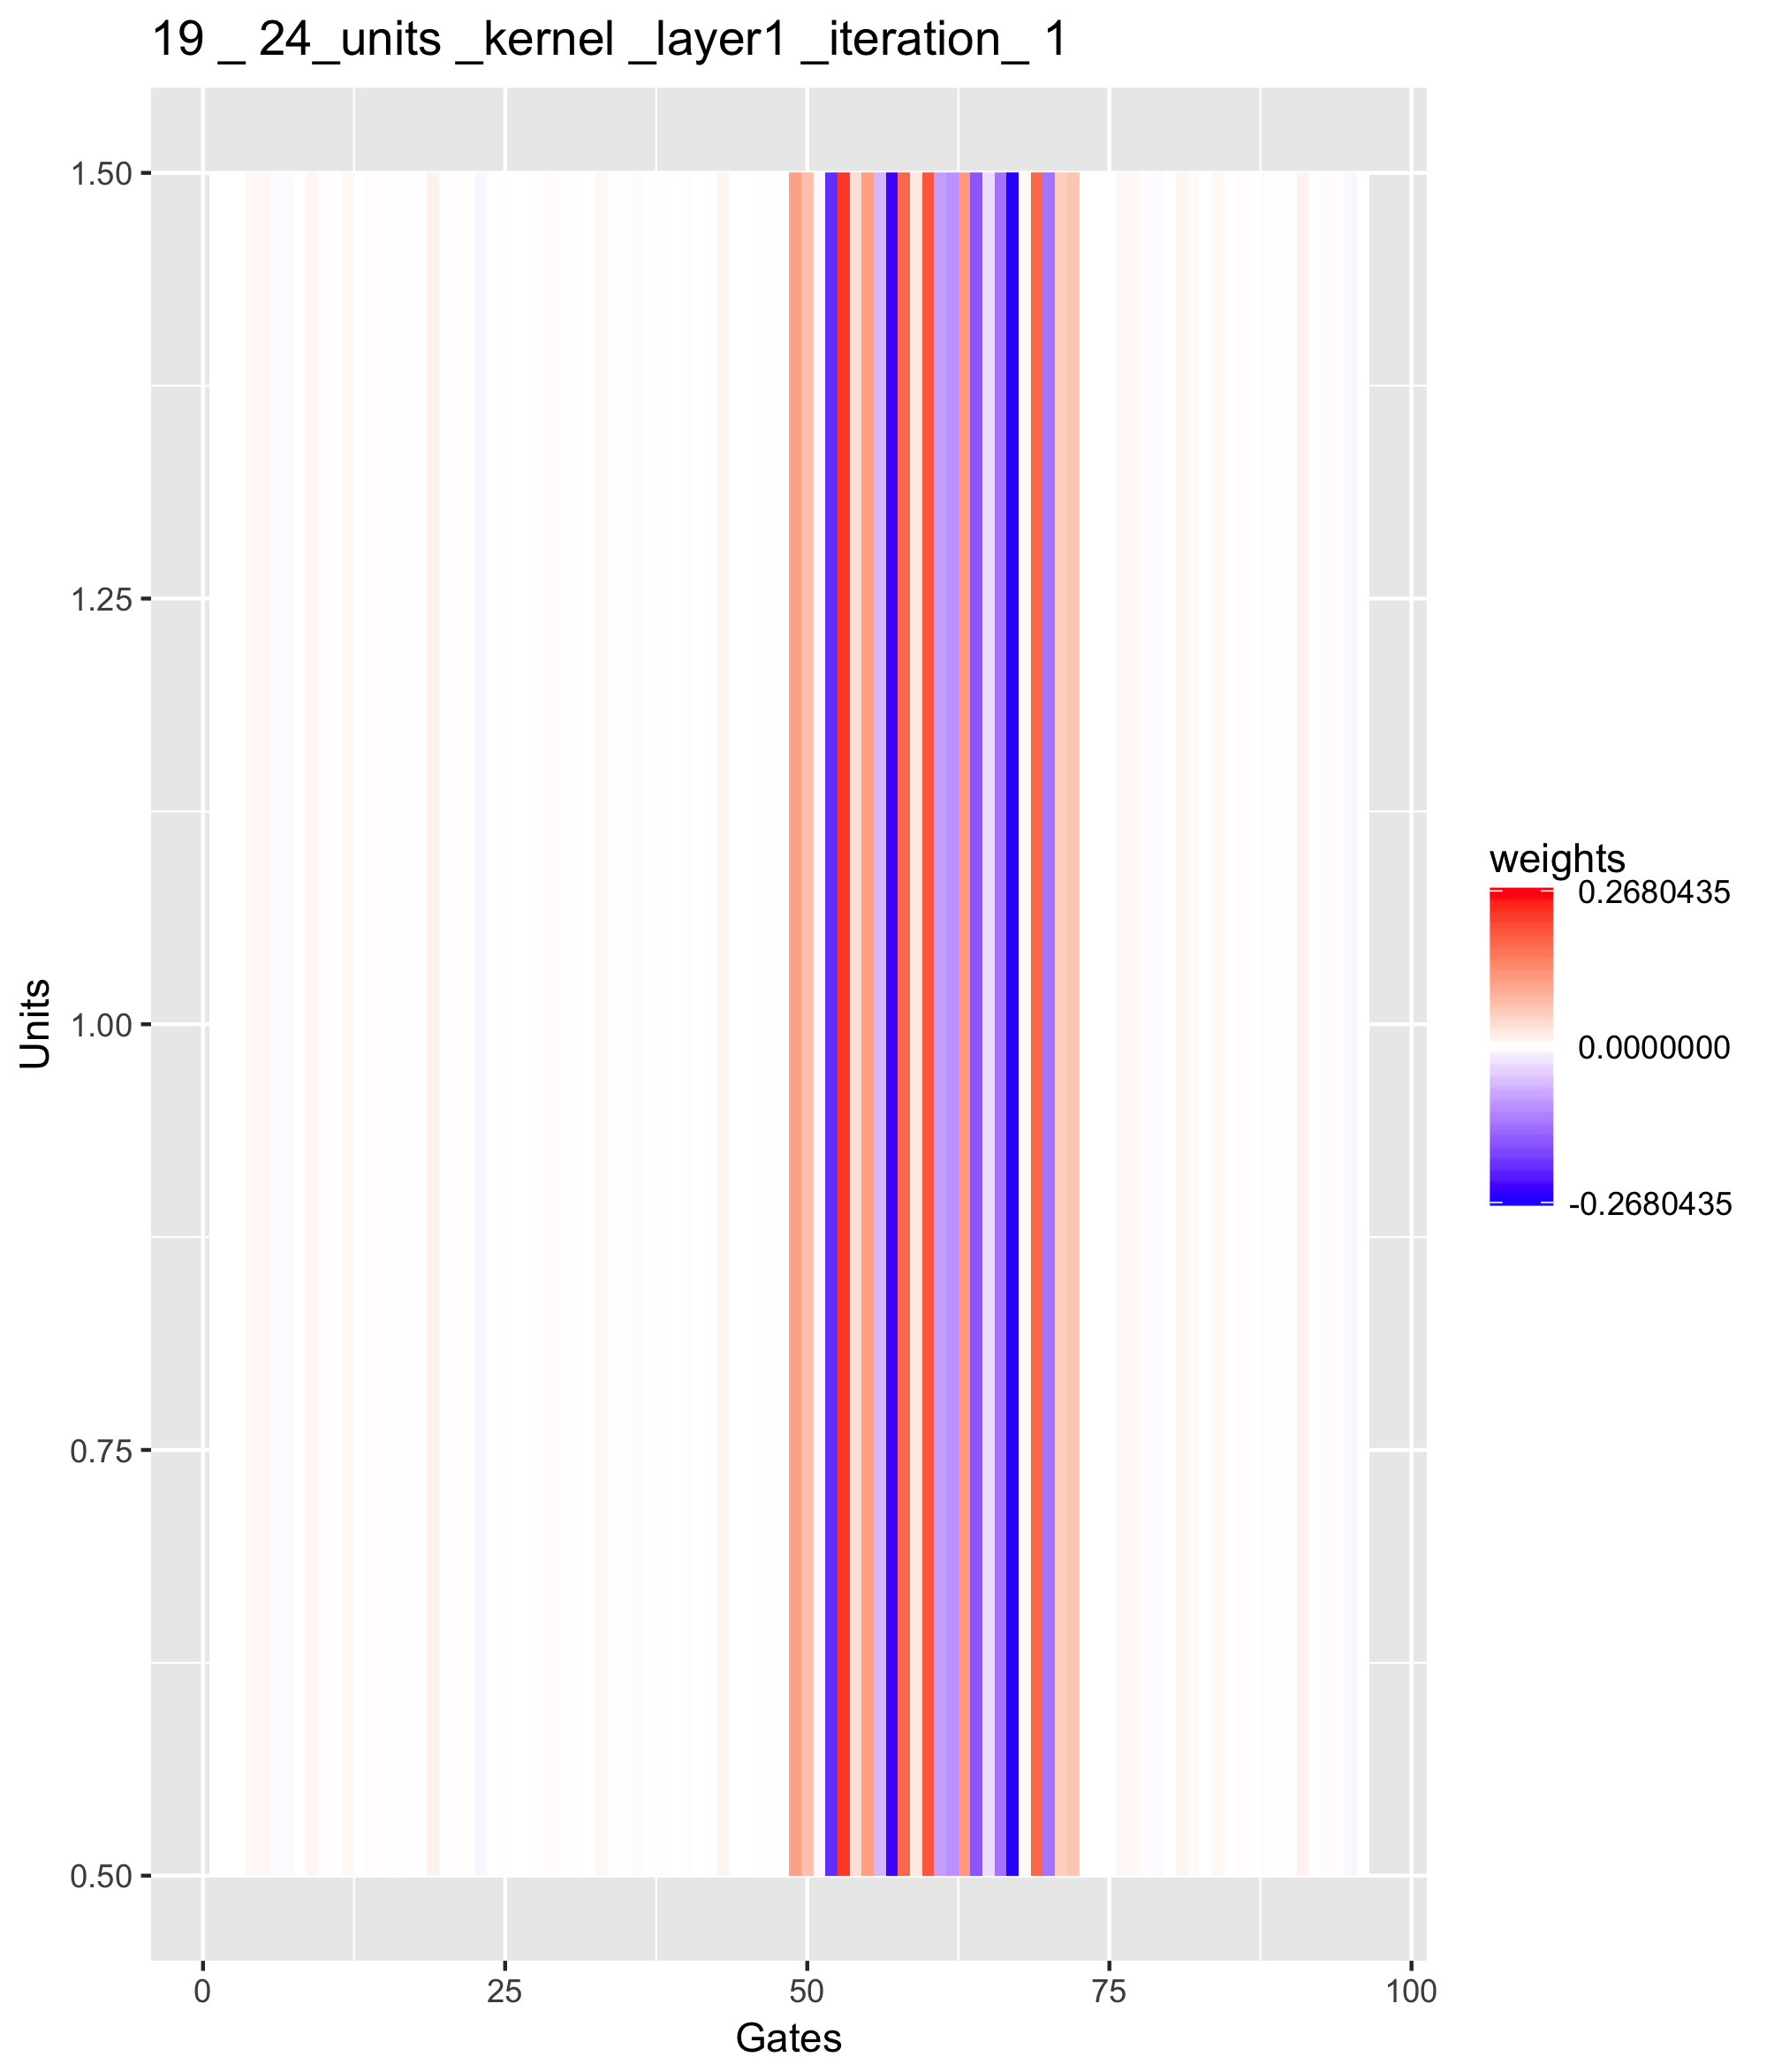 19 _ 24_units _kernel _layer1 _iteration_ 1
1.50
1.25
1.00
0.75
0.50
Units
0 25 50 75 100
Gates
weights
0.2680435
0.0000000
-0.2680435